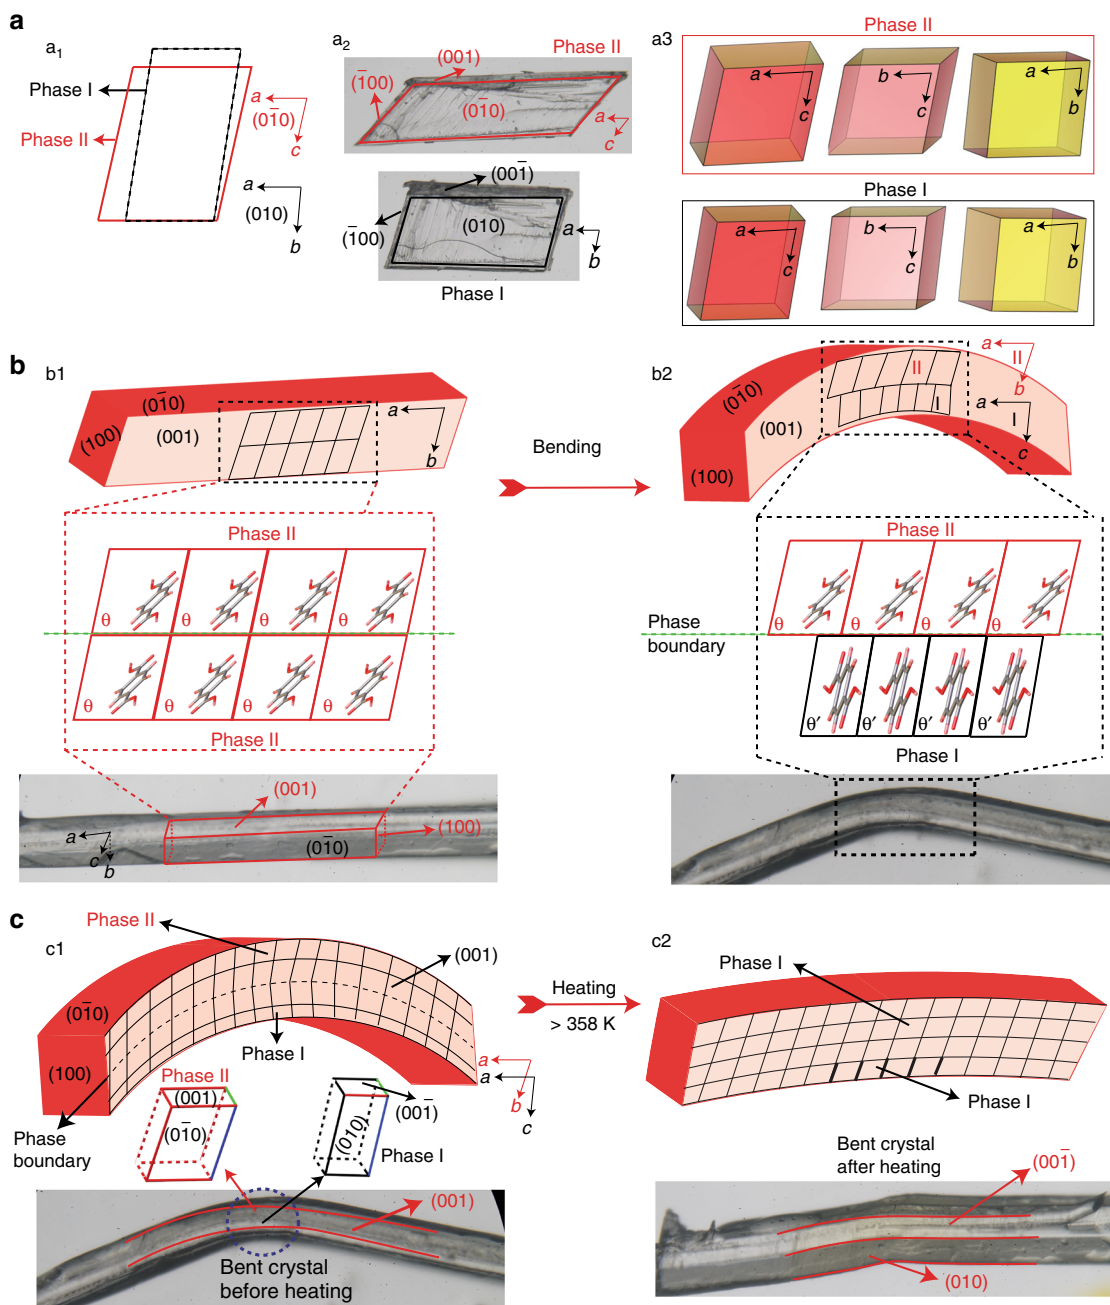 a
a1
Phase I
Phase II
a
(01̄0)
c
a
(010)
b
a2
Phase II
(001)
(1̄00)
(01̄0)
a
c
(001̄)
(010)
(1̄00)
a
b
Phase I
a3
Phase II
a
c
b
c
a
b
Phase I
a
c
b
c
a
b
b
b1
(01̄0)
(100)
(001)
a
b
Bending
b2
a
II
b
II
I
a
I
c
(01̄0)
(001)
(100)
Phase II
θ θ θ θ
θ θ θ θ
Phase II
Phase II
θ θ θ θ
Phase
boundary
θ′ θ′ θ′ θ′
Phase I
(001)
(100)
(01̄0)
a
c
b
c
c1
Phase II
(001)
(01̄0)
(100)
Phase I
a
a
b
c
Phase II
(001)
(01̄0)
(001̄)
(010)
Phase I
Phase
boundary
(001)
Bent crystal
before heating
Heating
> 358 K
c2
Phase I
Phase I
Bent crystal
after heating
(001̄)
(010)